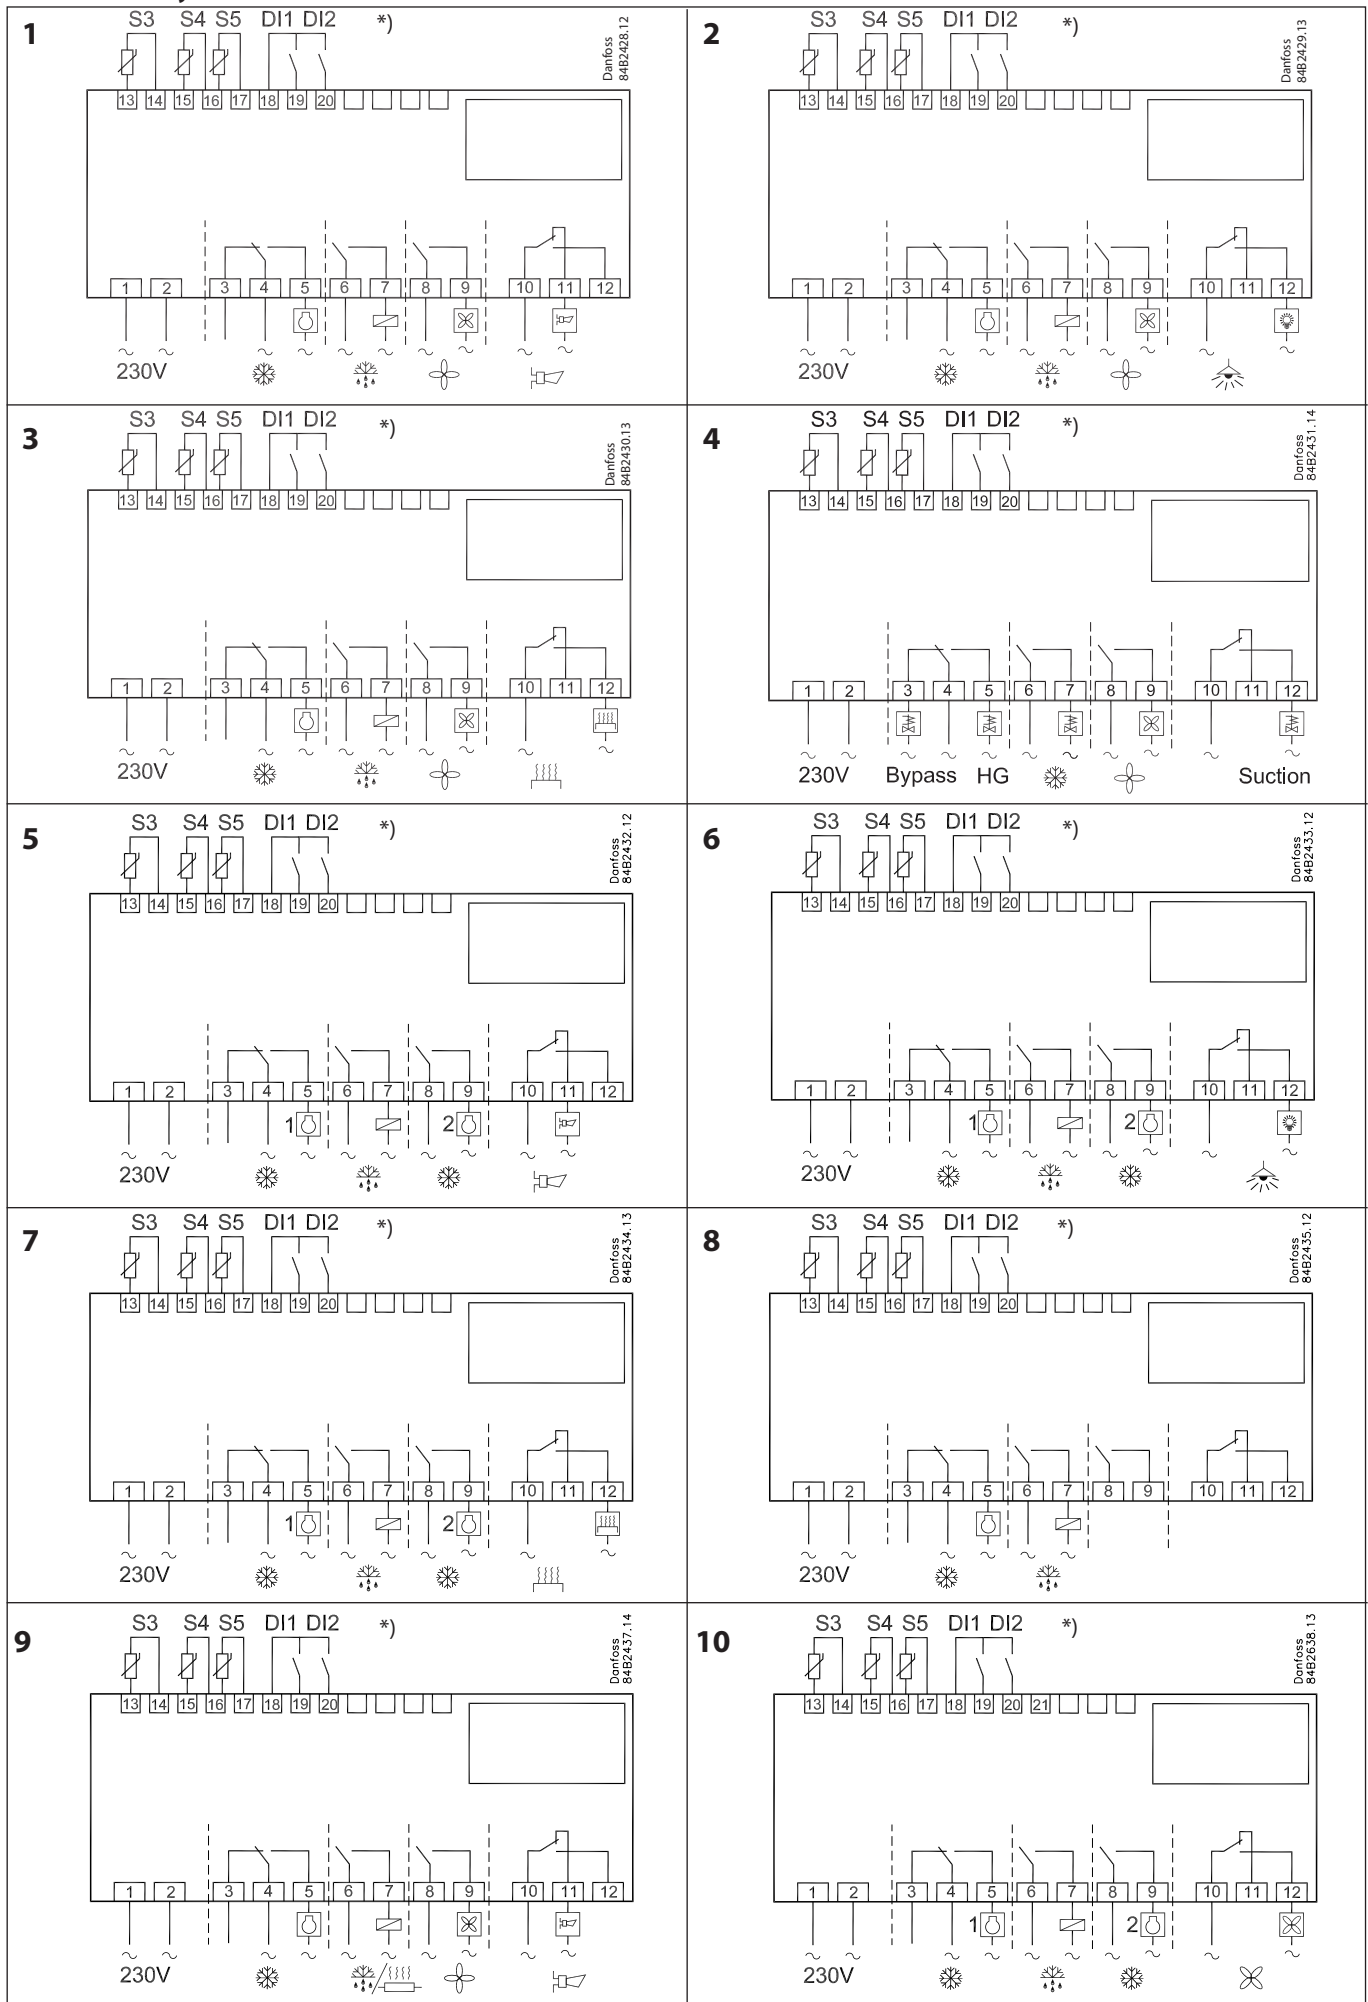 1
S3 S4 S5 DI1 DI2 *)
Danfoss
84B2428.12
13 14 15 16 17 18 19 20
1 2 3 4 5 6 7 8 9 10 11 12
230V
2
S3 S4 S5 DI1 DI2 *)
Danfoss
84B2429.13
13 14 15 16 17 18 19 20
1 2 3 4 5 6 7 8 9 10 11 12
230V
3
S3 S4 S5 DI1 DI2 *)
Danfoss
84B2430.13
13 14 15 16 17 18 19 20
1 2 3 4 5 6 7 8 9 10 11 12
230V
4
S3 S4 S5 DI1 DI2 *)
Danfoss
84B2431.14
13 14 15 16 17 18 19 20
1 2 3 4 5 6 7 8 9 10 11 12
230V Bypass HG Suction
5
S3 S4 S5 DI1 DI2 *)
Danfoss
84B2432.12
13 14 15 16 17 18 19 20
1 2 3 4 5 6 7 8 9 10 11 12
1 2
230V
6
S3 S4 S5 DI1 DI2 *)
Danfoss
84B2433.12
13 14 15 16 17 18 19 20
1 2 3 4 5 6 7 8 9 10 11 12
1 2
230V
7
S3 S4 S5 DI1 DI2 *)
Danfoss
84B2434.13
13 14 15 16 17 18 19 20
1 2 3 4 5 6 7 8 9 10 11 12
1 2
230V
8
S3 S4 S5 DI1 DI2 *)
Danfoss
84B2435.12
13 14 15 16 17 18 19 20
1 2 3 4 5 6 7 8 9 10 11 12
230V
9
S3 S4 S5 DI1 DI2 *)
Danfoss
84B2437.14
13 14 15 16 17 18 19 20
1 2 3 4 5 6 7 8 9 10 11 12
230V
10
S3 S4 S5 DI1 DI2 *)
Danfoss
84B2638.13
13 14 15 16 17 18 19 20 21
1 2 3 4 5 6 7 8 9 10 11 12
1 2
230V